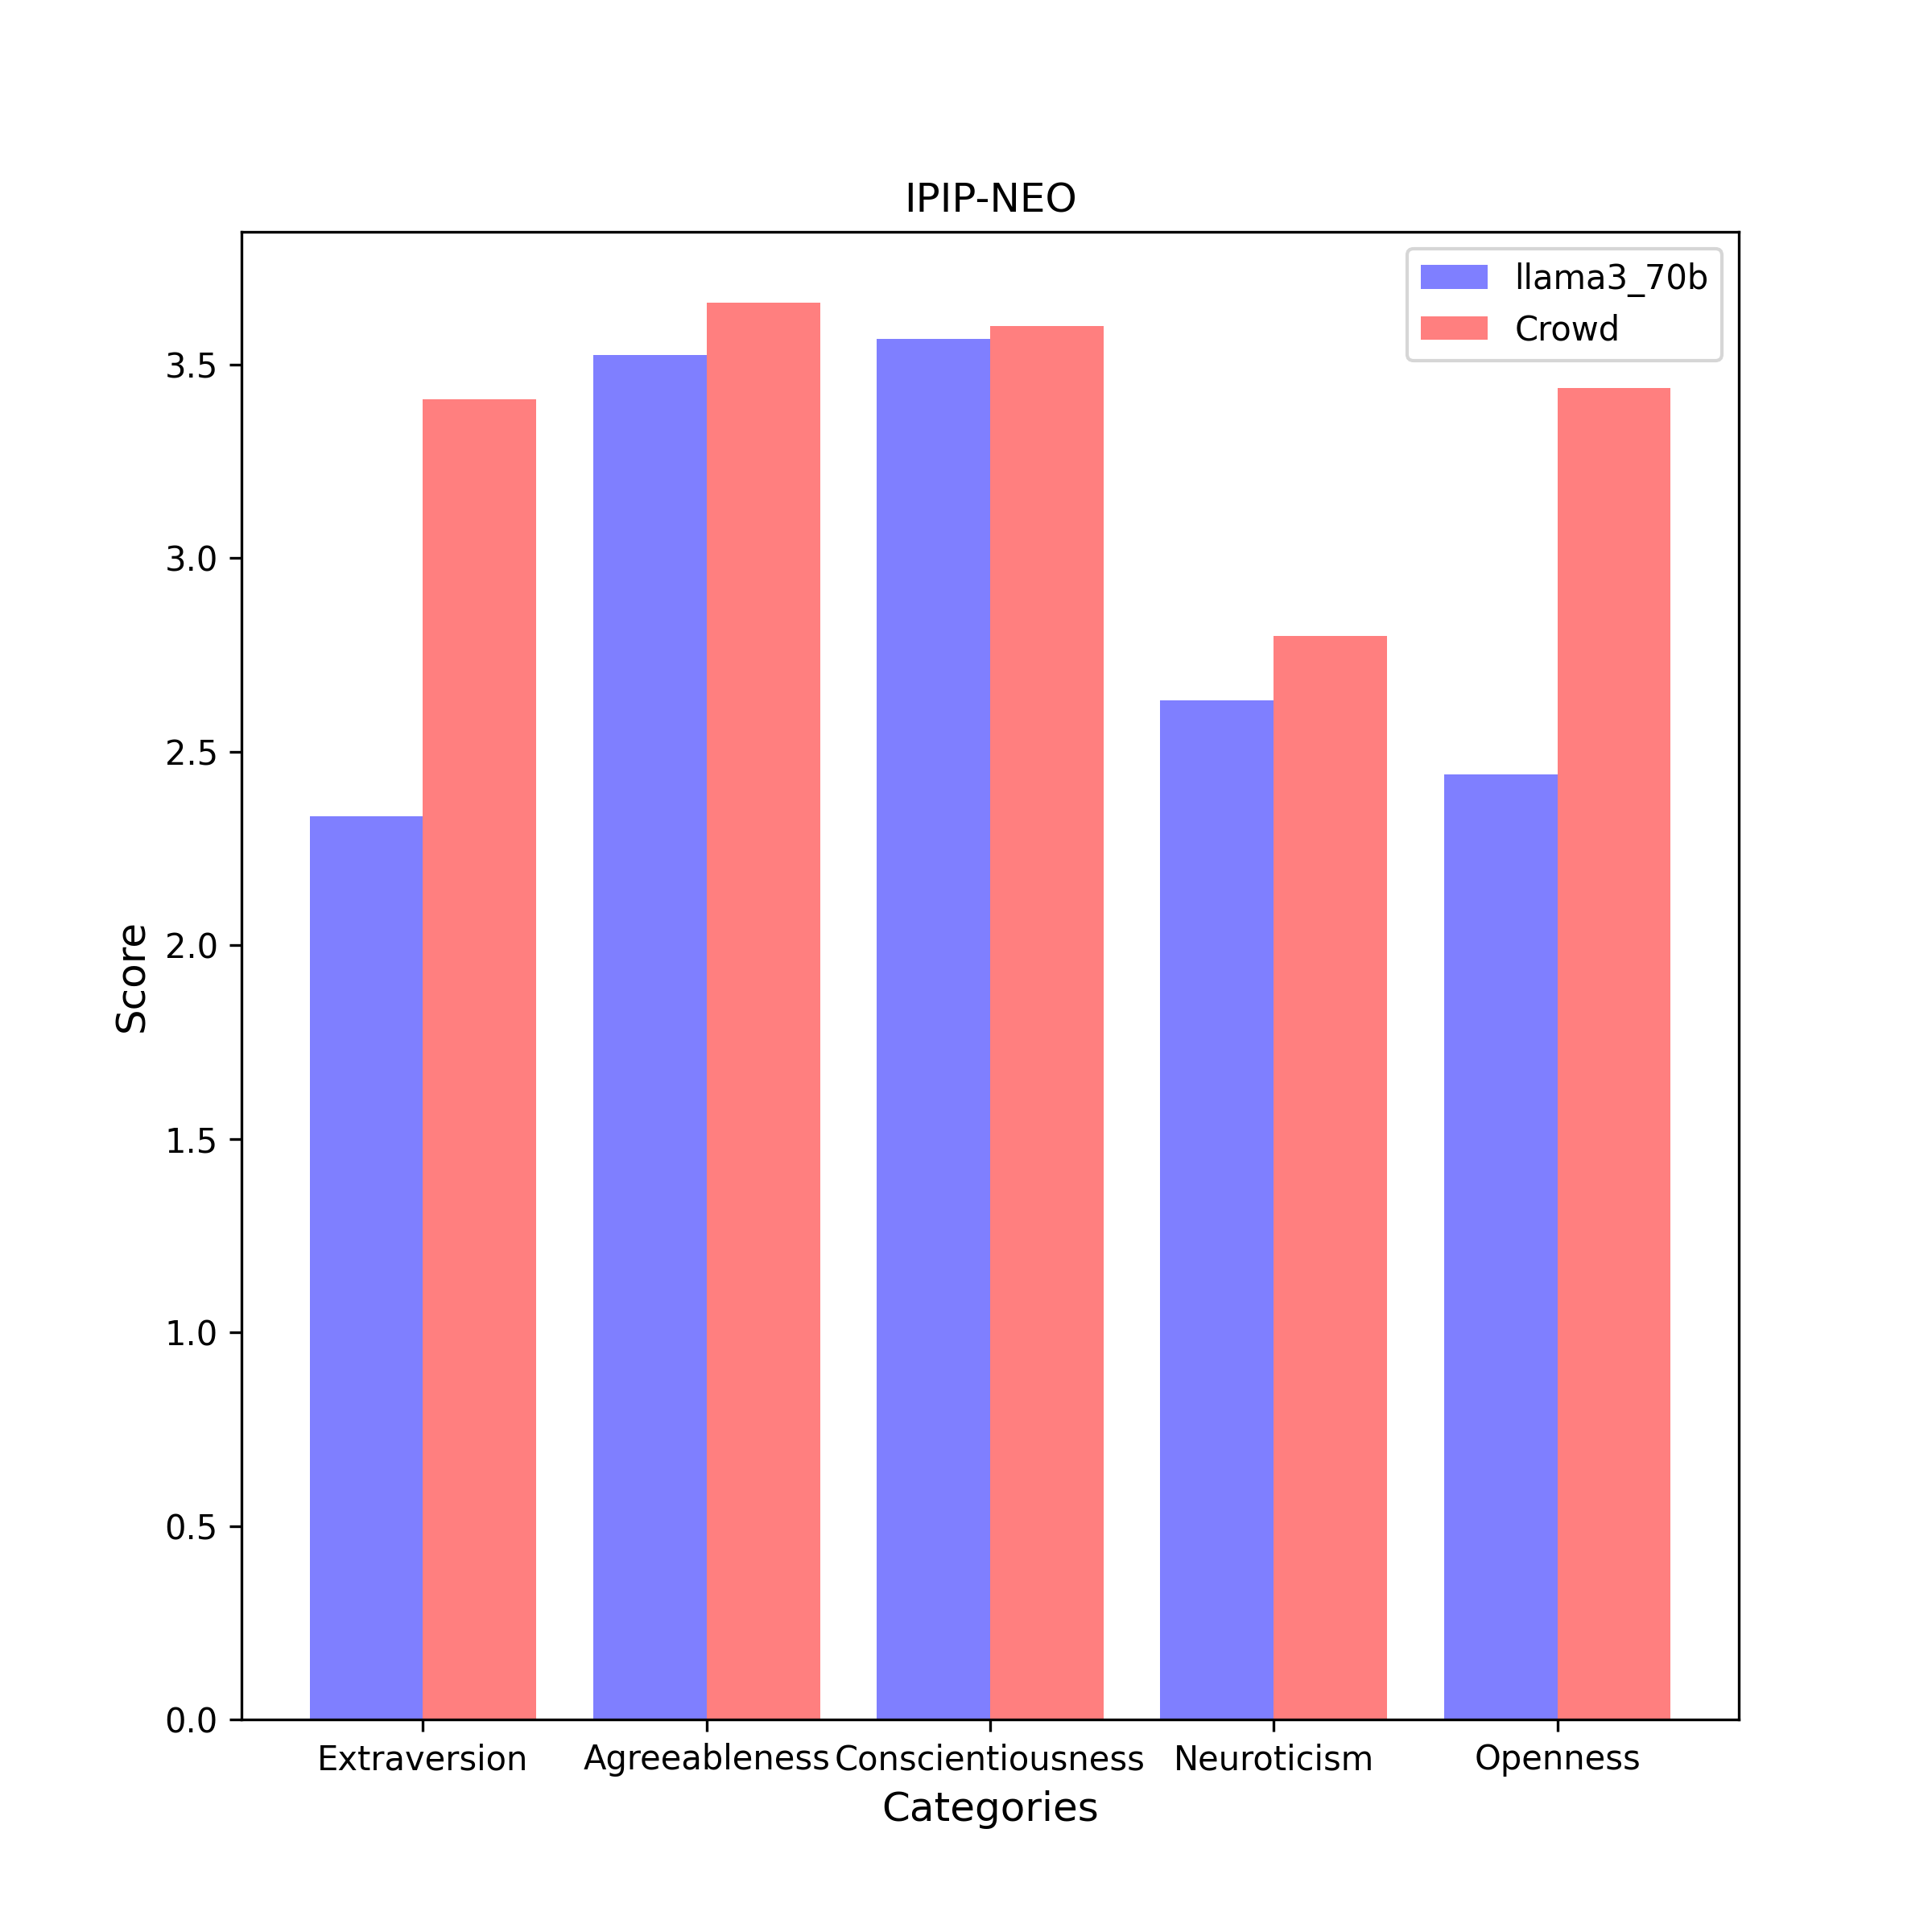 IPIP-NEO
llama3_70b
Crowd
3.5
3.0
2.5
2.0
1.5
1.0
0.5
0.0
Score
Extraversion Agreeableness Conscientiousness Neuroticism Openness
Categories